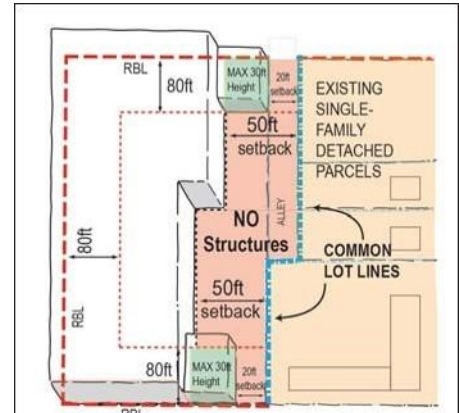 RBL
80ft
MAX 30ft
Height
20ft
setback
EXISTING
SINGLE-
FAMILY
DETACHED
PARCELS
50ft
setback
NO
Structures
ALLEY
80ft
COMMON
LOT LINES
50ft
setback
RBL
80ft
MAX 30ft
Height
20ft
setback
RBL